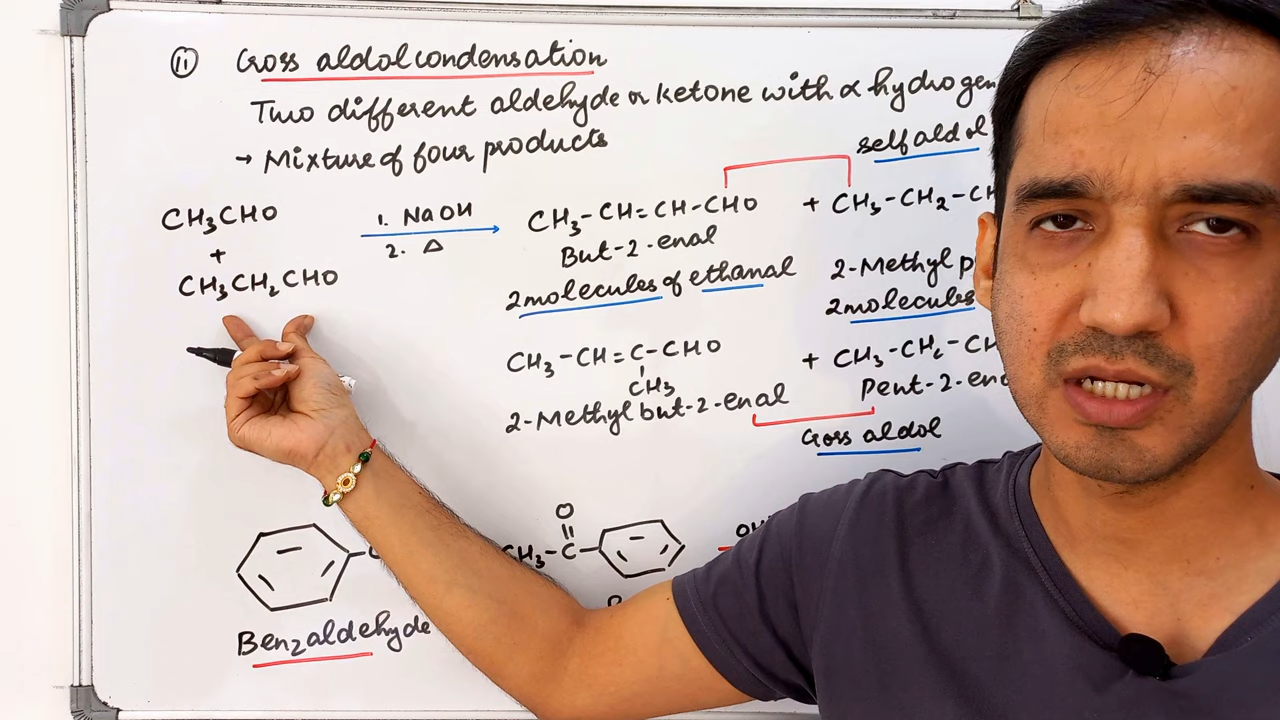 ii Cross aldol condensation
Two different aldehyde or ketone with α hydrogen
→ Mixture of four products
self aldol
CH₃CHO
+
CH₃CH₂CHO
1. NaOH
2. Δ
CH₃-CH=CH-CHO + CH₃-CH₂-CH
But-2-enal
2 molecules of ethanal
2-Methyl p
2 molecules
CH₃-CH=C-CHO + CH₃-CH₂-CH
CH₃
2-Methyl but-2-enal
Pent-2-en
Cross aldol
O
CH₃-C-
Benzaldehyde